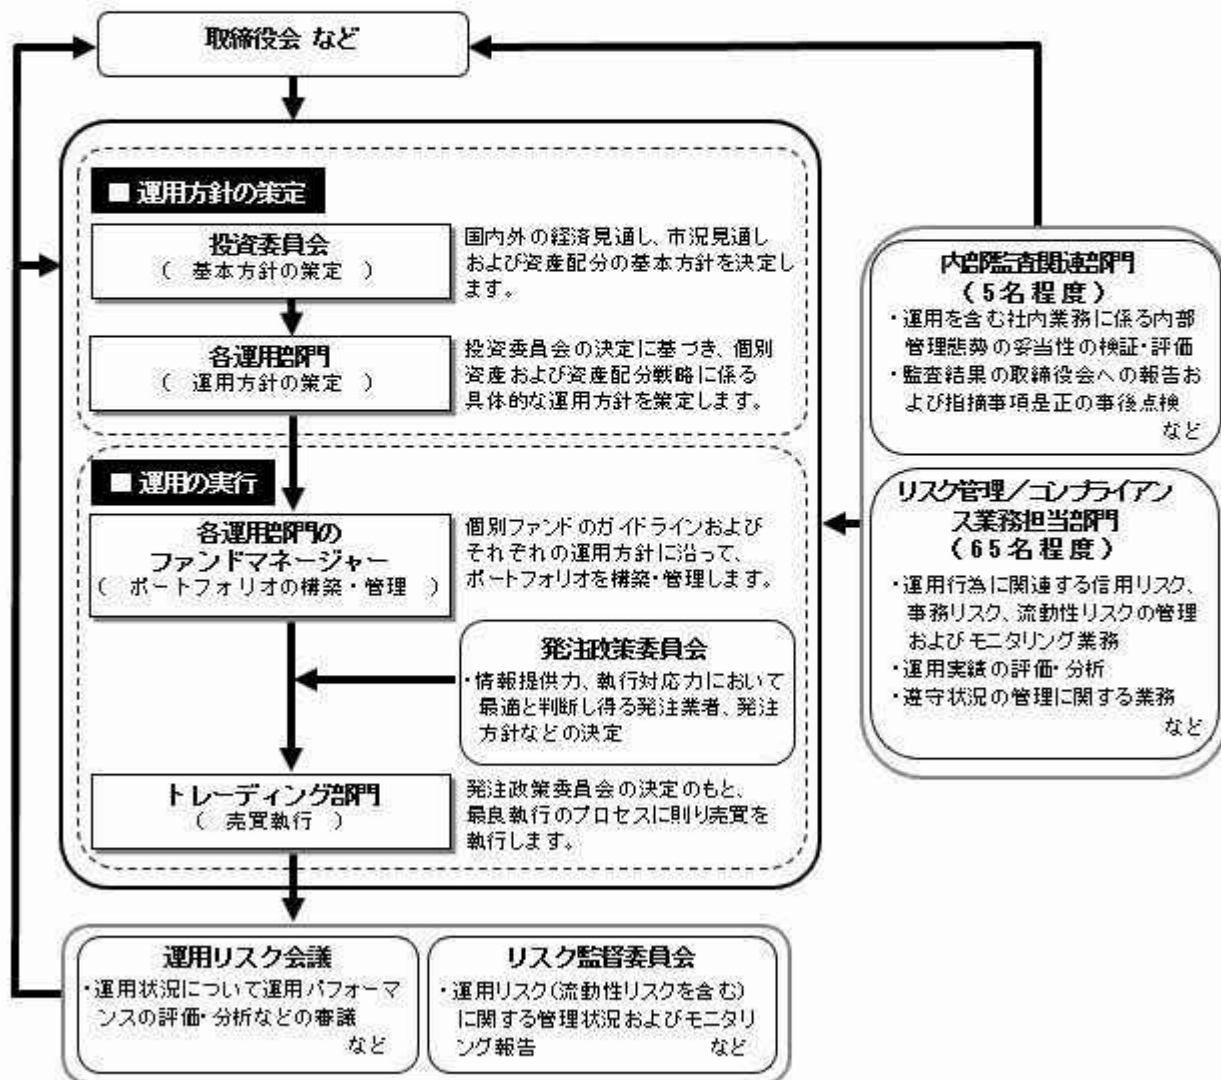 取締役会 など
■ 運用方針の策定
投資委員会
( 基本方針の策定 )
国内外の経済見通し、市況見通し
および資産配分の基本方針を決定し
ます。
各運用部門
( 運用方針の策定 )
投資委員会の決定に基づき、個別
資産および資産配分戦略に係る
具体的な運用方針を策定します。
■ 運用の実行
各運用部門の
ファンドマネージャー
( ポートフォリオの構築・管理 )
個別ファンドのガイドラインおよび
それぞれの運用方針に沿って、
ポートフォリオを構築・管理します。
発注政策委員会
・情報提供力、執行対応力において
最適と判断し得る発注業者、発注
方針などの決定
トレーディング部門
( 売買執行 )
発注政策委員会の決定のもと、
最良執行のプロセスに則り売買を
執行します。
内部監査関連部門
(5名程度)
・運用を含む社内業務に係る内部
管理態勢の妥当性の検証・評価
・監査結果の取締役会への報告お
よび指摘事項是正の事後点検
など
リスク管理/コンプライアン
ス業務担当部門
(65名程度)
・運用行為に関連する信用リスク、
事務リスク、流動性リスクの管理
およびモニタリング業務
・運用実績の評価・分析
・遵守状況の管理に関する業務
など
運用リスク会議
・運用状況について運用パフォーマ
ンスの評価・分析などの審議
など
リスク監督委員会
・運用リスク(流動性リスクを含む)
に関する管理状況およびモニタリ
ング報告 など